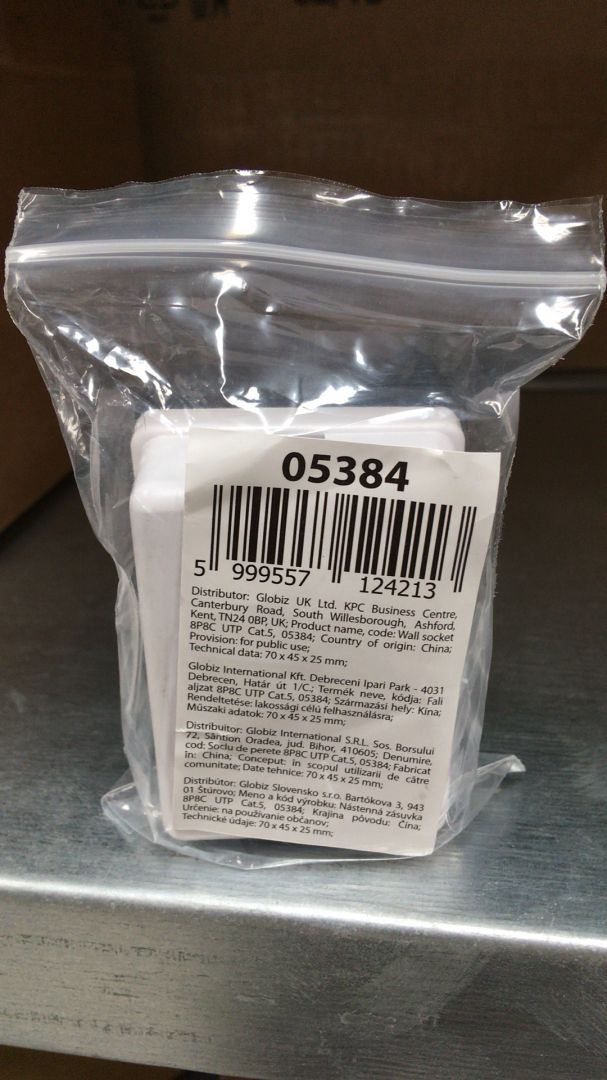 05384
5 999557 124213
Distributor: Globiz UK Ltd. KPC Business Centre,
Canterbury Road, South Willesborough, Ashford,
Kent, TN24 0BP, UK; Product name, code: Wall socket
8P8C UTP Cat.5, 05384; Country of origin: China;
Provision: for public use;
Technical data: 70 x 45 x 25 mm;
Globiz International Kft. Debreceni Ipari Park - 4031
Debrecen, Határ út 1/C.; Termék neve, kódja: Fali
aljzat 8P8C UTP Cat.5, 05384; Származási hely: Kína;
Rendeltetése: lakossági célú felhasználásra;
Műszaki adatok: 70 x 45 x 25 mm;
Distribuitor: Globiz International S.R.L. Sos. Borsului
72, Sântion Oradea, jud. Bihor, 410605; Denumire,
cod: Soclu de perete 8P8C UTP Cat.5, 05384; Fabricat
în: China; Conceput: în scopul utilizarii de către
comunitate; Date tehnice: 70 x 45 x 25 mm;
Distribútor: Globiz Slovensko s.r.o. Bartókova 3, 943
01 Štúrovo; Meno a kód výrobku: Nástenná zásuvka
8P8C UTP Cat.5, 05384; Krajina pôvodu: Čína;
Určenie: na používanie občanov;
Technické údaje: 70 x 45 x 25 mm;